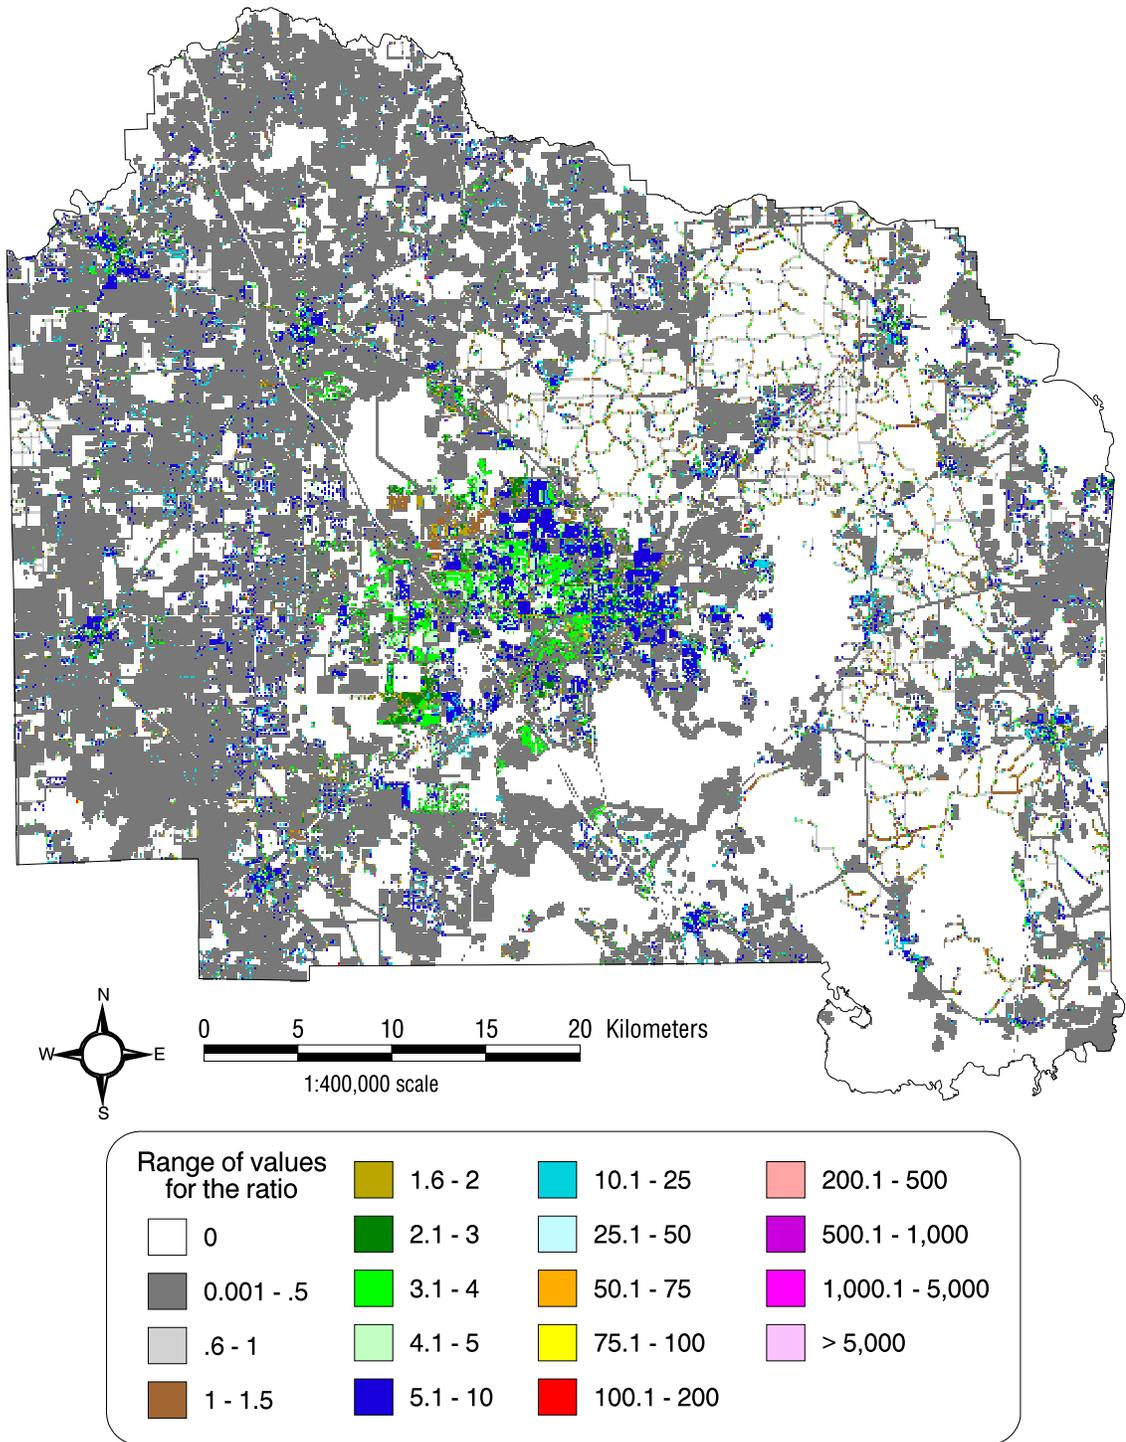 N
W E
S
0 5 10 15 20 Kilometers
1:400,000 scale
Range of values
for the ratio
0
0.001 - .5
.6 - 1
1 - 1.5
1.6 - 2
2.1 - 3
3.1 - 4
4.1 - 5
5.1 - 10
10.1 - 25
25.1 - 50
50.1 - 75
75.1 - 100
100.1 - 200
200.1 - 500
500.1 - 1,000
1,000.1 - 5,000
> 5,000